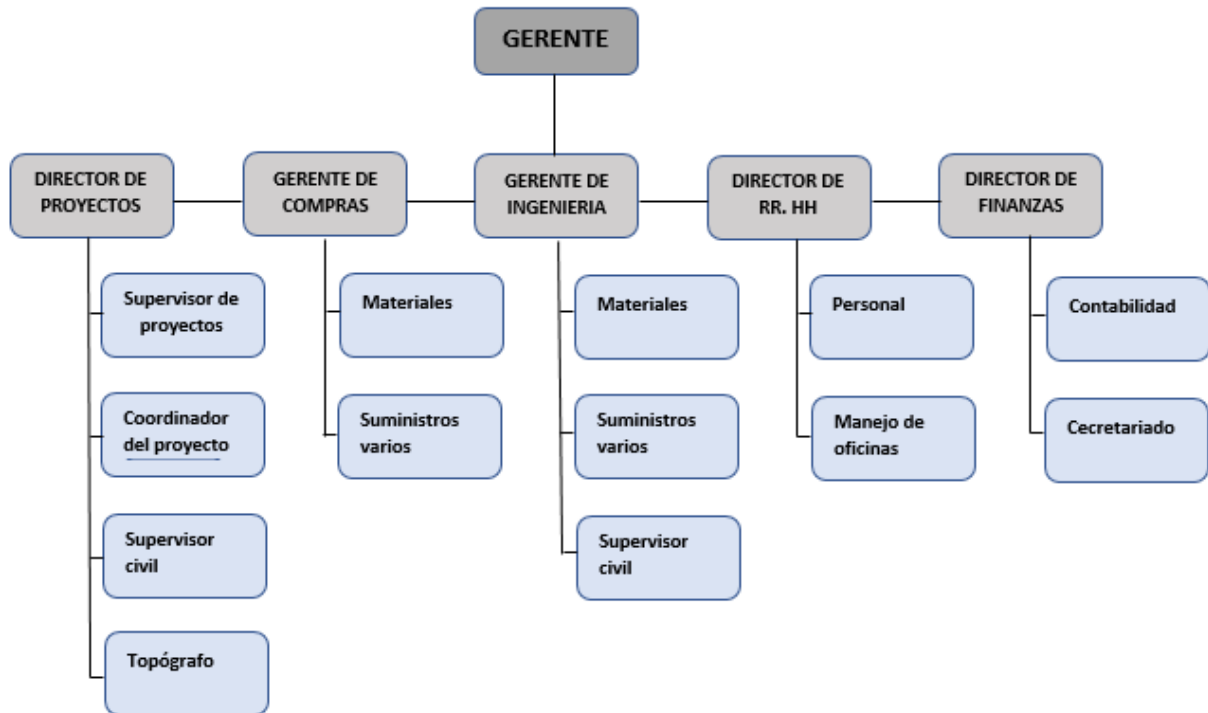 GERENTE
DIRECTOR DE
PROYECTOS
GERENTE DE
COMPRAS
GERENTE DE
INGENIERIA
DIRECTOR DE
RR. HH
DIRECTOR DE
FINANZAS
Supervisor de
proyectos
Coordinador
del proyecto
Supervisor
civil
Topógrafo
Materiales
Suministros
varios
Materiales
Suministros
varios
Supervisor
civil
Personal
Manejo de
oficinas
Contabilidad
Cecretariado